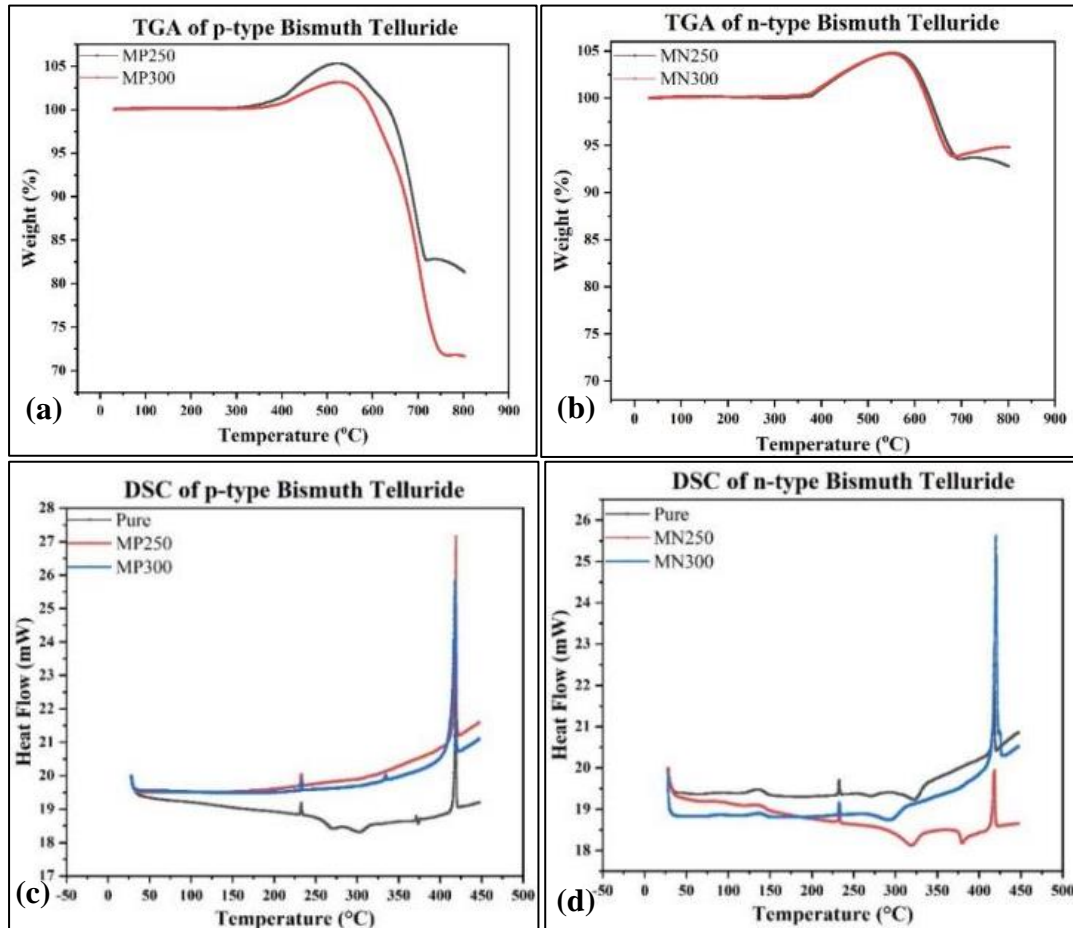 TGA of p-type Bismuth Telluride
MP250
MP300
105
100
95
90
85
80
75
70
Weight (%)
0 100 200 300 400 500 600 700 800 900
Temperature (°C)
(a)
TGA of n-type Bismuth Telluride
MN250
MN300
105
100
95
90
85
80
75
70
Weight (%)
0 100 200 300 400 500 600 700 800 900
Temperature (°C)
(b)
DSC of p-type Bismuth Telluride
Pure
MP250
MP300
28
27
26
25
24
23
22
21
20
19
18
17
Heat Flow (mW)
-50 0 50 100 150 200 250 300 350 400 450 500
Temperature (°C)
(c)
DSC of n-type Bismuth Telluride
Pure
MN250
MN300
26
25
24
23
22
21
20
19
18
Heat Flow (mW)
-50 0 50 100 150 200 250 300 350 400 450 500
Temperature (°C)
(d)